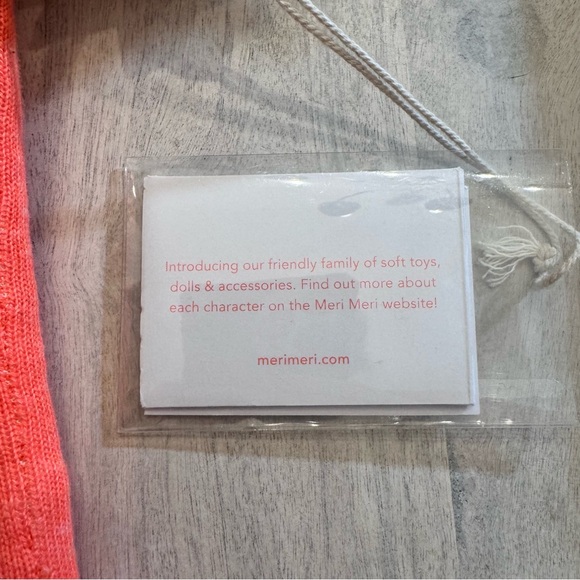 Introducing our friendly family of soft toys,
dolls & accessories. Find out more about
each character on the Meri Meri website!
merimeri.com